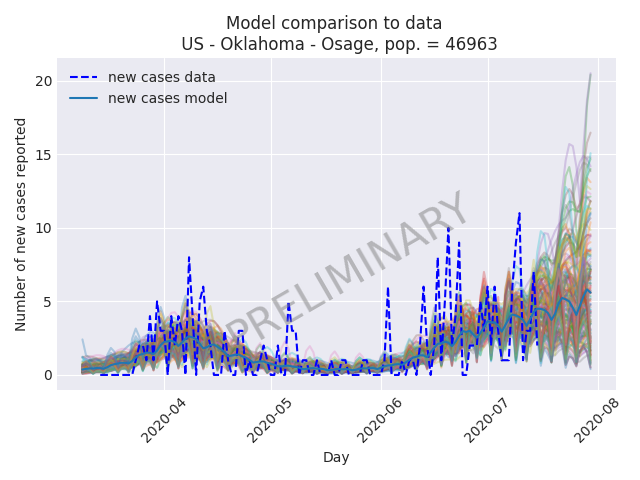 Model comparison to data
US - Oklahoma - Osage, pop. = 46963
new cases data
new cases model
PRELIMINARY
Number of new cases reported
20
15
10
5
0
2020-04
2020-05
2020-06
2020-07
2020-08
Day